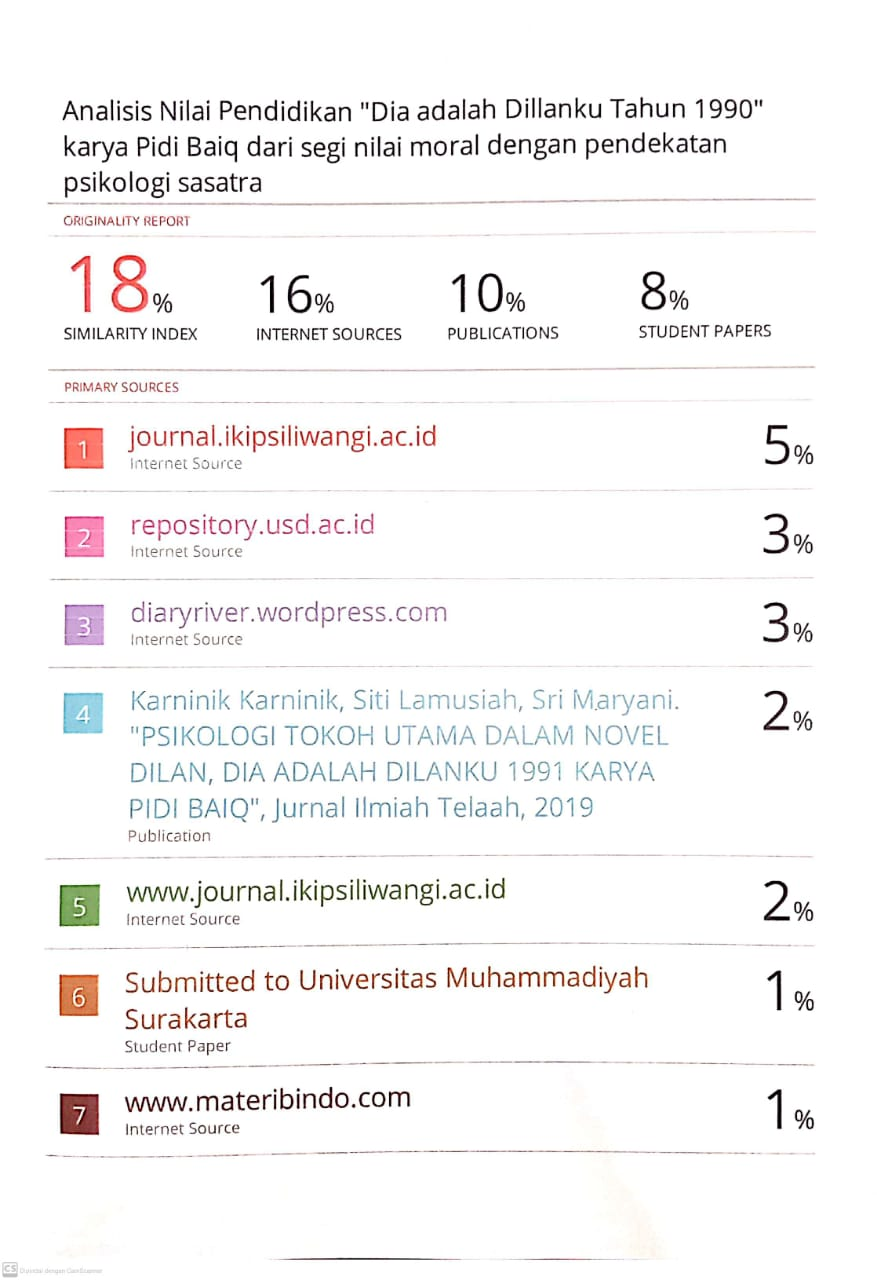 Analisis Nilai Pendidikan "Dia adalah Dillanku Tahun 1990"
karya Pidi Baiq dari segi nilai moral dengan pendekatan
psikologi sasatra
ORIGINALITY REPORT
18% 16% 10% 8%
SIMILARITY INDEX INTERNET SOURCES PUBLICATIONS STUDENT PAPERS
PRIMARY SOURCES
1 journal.ikipsiliwangi.ac.id 5%
Internet Source
2 repository.usd.ac.id 3%
Internet Source
3 diaryriver.wordpress.com 3%
Internet Source
4 Karninik Karninik, Siti Lamusiah, Sri Maryani. 2%
"PSIKOLOGI TOKOH UTAMA DALAM NOVEL
DILAN, DIA ADALAH DILANKU 1991 KARYA
PIDI BAIQ", Jurnal Ilmiah Telaah, 2019
Publication
5 www.journal.ikipsiliwangi.ac.id 2%
Internet Source
6 Submitted to Universitas Muhammadiyah 1%
Surakarta
Student Paper
7 www.materibindo.com 1%
Internet Source
CS Dipindai dengan CamScanner